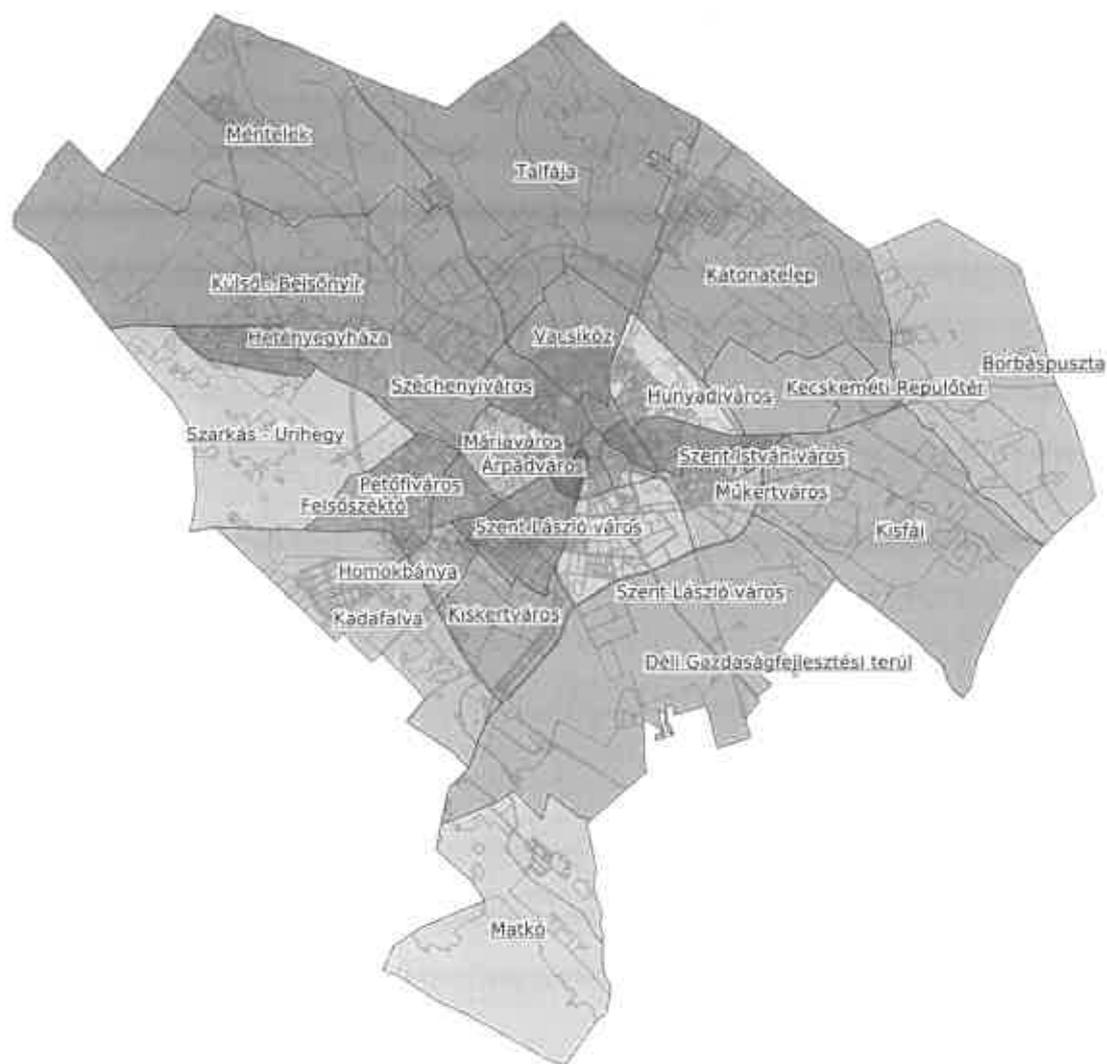 Méntelek
Talfája
Katonatelep
Külső - Belsőnyír
Hetényegyháza
Vacsiköz
Borbáspuszta
Széchenyiváros
Hunyadiváros
Kecskeméti Repülőtér
Szarkás - Úrihegy
Máriaváros
Árpádváros
Szent István város
Petőfiváros
Műkertváros
Felsőszéktó
Szent László város
Kisfái
Homokbánya
Szent László város
Kadafalva
Kiskertváros
Déli Gazdaságfejlesztési terül
Matkó